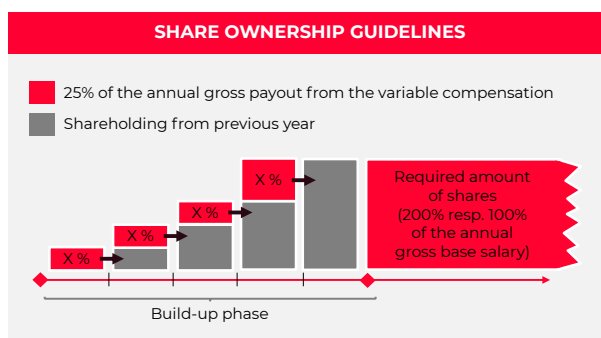 SHARE OWNERSHIP GUIDELINES
25% of the annual gross payout from the variable compensation
Shareholding from previous year
X %
X %
X %
X %
Required amount
of shares
(200% resp. 100%
of the annual
gross base salary)
Build-up phase